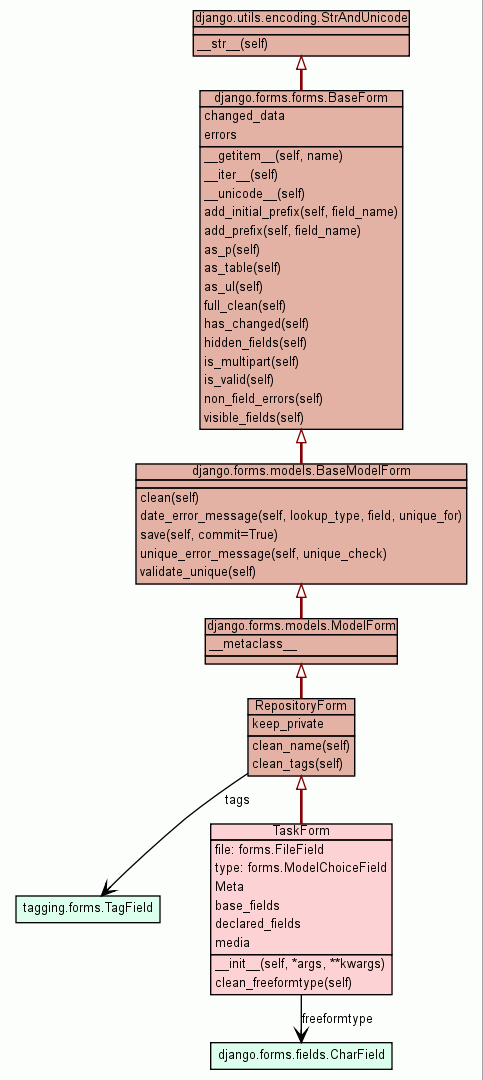 django.utils.encoding.StrAndUnicode
__str__(self)
django.forms.forms.BaseForm
changed_data
errors
__getitem__(self, name)
__iter__(self)
__unicode__(self)
add_initial_prefix(self, field_name)
add_prefix(self, field_name)
as_p(self)
as_table(self)
as_ul(self)
full_clean(self)
has_changed(self)
hidden_fields(self)
is_multipart(self)
is_valid(self)
non_field_errors(self)
visible_fields(self)
django.forms.models.BaseModelForm
clean(self)
date_error_message(self, lookup_type, field, unique_for)
save(self, commit=True)
unique_error_message(self, unique_check)
validate_unique(self)
django.forms.models.ModelForm
__metaclass__
RepositoryForm
keep_private
clean_name(self)
clean_tags(self)
tags
TaskForm
file: forms.FileField
type: forms.ModelChoiceField
Meta
base_fields
declared_fields
media
__init__(self, *args, **kwargs)
clean_freeformtype(self)
tagging.forms.TagField
freeformtype
django.forms.fields.CharField